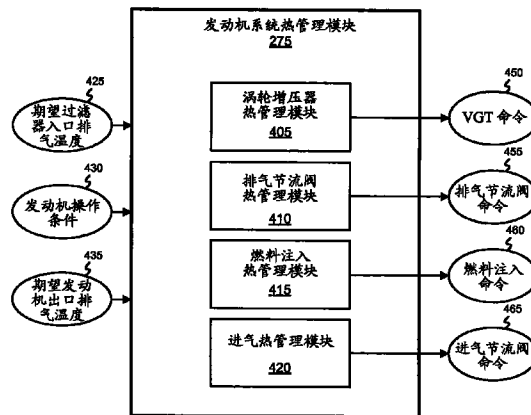 发动机系统热管理模块
275
425
期望过滤
器入口排
气温度
430
发动机操作
条件
435
期望发动
机出口排
气温度
涡轮增压器
热管理模块
405
排气节流阀
热管理模块
410
燃料注入
热管理模块
415
进气热管理模块
420
450
VGT 命令
455
排气节流
阀命令
460
燃料注入
命令
465
进气节流阀
命令